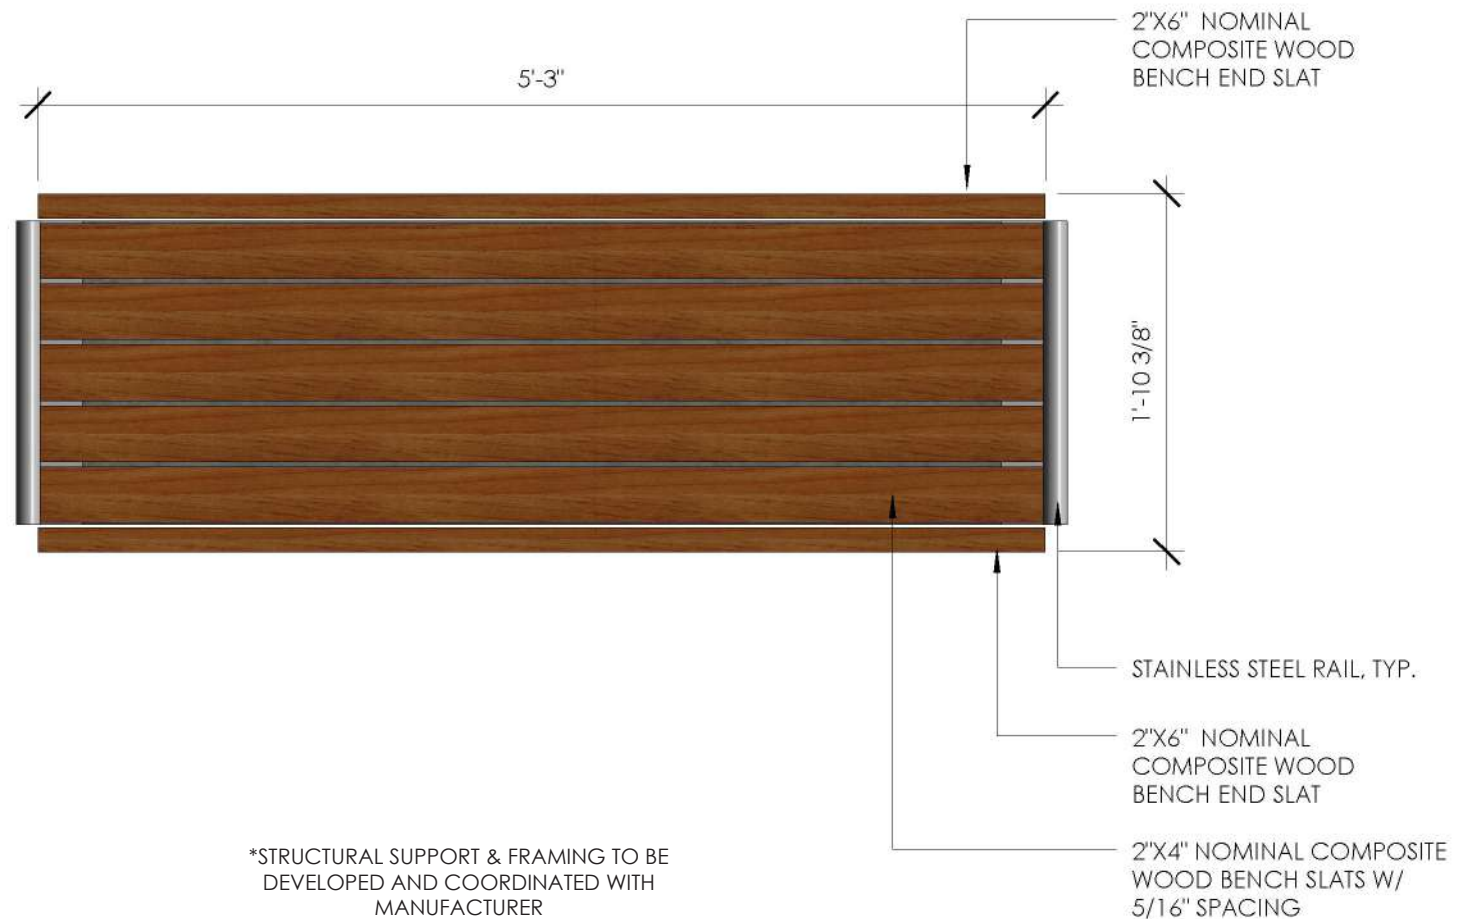 2"X6" NOMINAL
COMPOSITE WOOD
BENCH END SLAT
5'-3"
1'-10 3/8"
STAINLESS STEEL RAIL, TYP.
2"X6" NOMINAL
COMPOSITE WOOD
BENCH END SLAT
2"X4" NOMINAL COMPOSITE
WOOD BENCH SLATS W/
5/16" SPACING
*STRUCTURAL SUPPORT & FRAMING TO BE
DEVELOPED AND COORDINATED WITH
MANUFACTURER